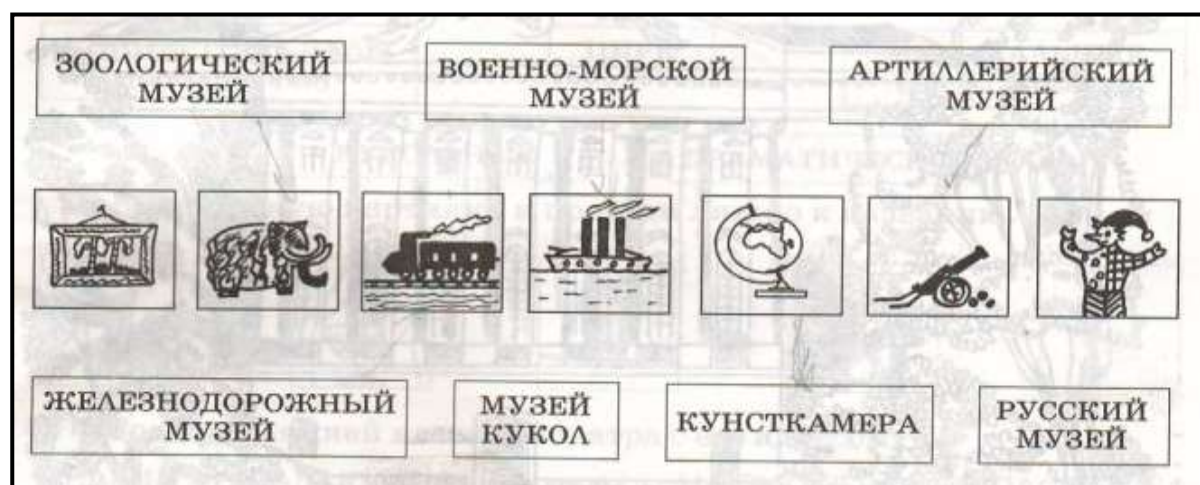 ЗООЛОГИЧЕСКИЙ
МУЗЕЙ
ВОЕННО-МОРСКОЙ
МУЗЕЙ
АРТИЛЛЕРИЙСКИЙ
МУЗЕЙ
ЖЕЛЕЗНОДОРОЖНЫЙ
МУЗЕЙ
МУЗЕЙ
КУКОЛ
КУНСТКАМЕРА
РУССКИЙ
МУЗЕЙ